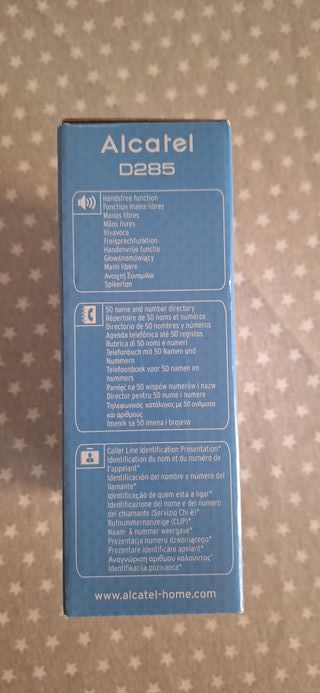 Alcatel
D285
Handsfree function
Fonction mains-libres
Manos libres
Mãos livres
Vivavoce
Freisprechfunktion
Handenvrije functie
Głowśnomówiący
Maini libere
Ανοιχτή Συνομιλία
Spikerfon
50 name and number directory
Répertoire de 50 noms et numéros
Directorio de 50 nombres y números
Agenda telefónica até 50 registos
Rubrica di 50 nomi e numeri
Telefonbuch mit 50 Namen und
Nummern
Telefoonboek voor 50 namen en
nummers
Pamięc na 50 wispów numerów i nazw
Director pentru 50 nume i numere
Τηλεφωνικός κατάλογος με 50 ονόματα
και αριθμούς
Imenik sa 50 imena i brojeva
Caller Line Identification Presentation*
Identification du nom et du numéro de
l'appelant*
Identificación del nombre y número del
llamante*
Identificação de quem está a ligar*
Identificazione del nome e del numero
del chiamante (Servizio Chi è)*
Rufnummernanzeige (CLIP)*
Naam- & nummer weergave*
Prezentacja numeru dzwoniącego*
Prezentare identificare apelant*
Αναγνώριση αριθμού καλούντος*
Identifikacija pozivaoca*
www.alcatel-home.com